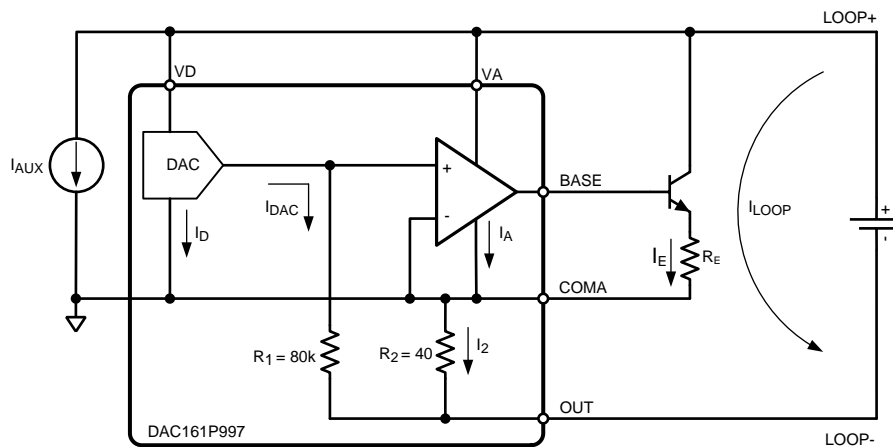 LOOP+
VD
VA
DAC
+
-
BASE
+
-
IAUX
IDAC
ID
IA
IE
RE
ILOOP
COMA
R1 = 80k
R2 = 40
I2
OUT
DAC161P997
LOOP-